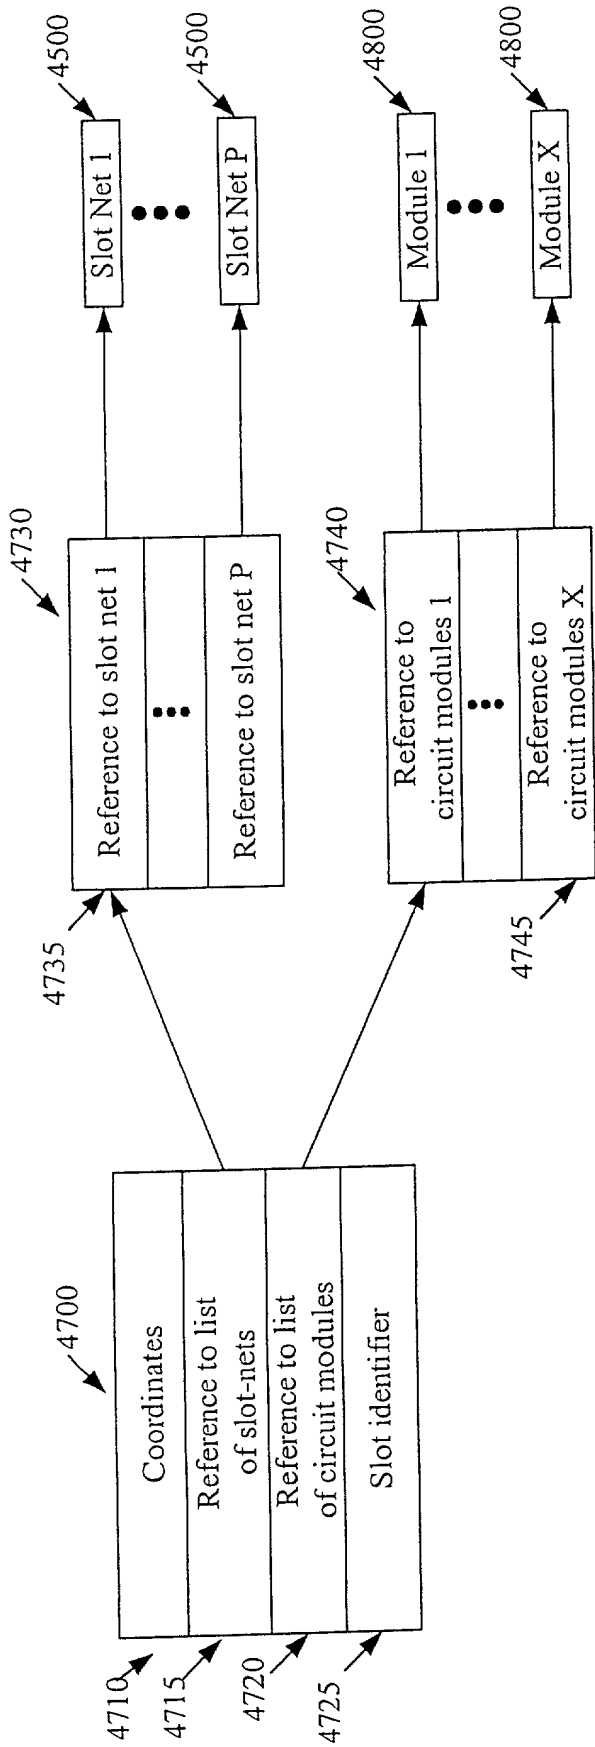 4700
4710
Coordinates
4715
Reference to list
of slot-nets
4720
Reference to list
of circuit modules
4725
Slot identifier
4730
4735
Reference to slot net 1
Reference to slot net P
4740
Reference to
circuit modules 1
4745
Reference to
circuit modules X
4500
Slot Net 1
4500
Slot Net P
4800
Module 1
4800
Module X